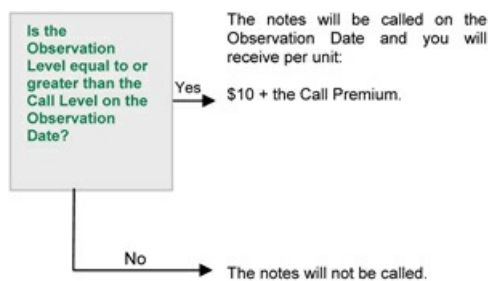 Is the
Observation
Level equal to or
greater than the
Call Level on the
Observation
Date?
Yes
The notes will be called on the
Observation Date and you will
receive per unit:
$10 + the Call Premium.
No
The notes will not be called.